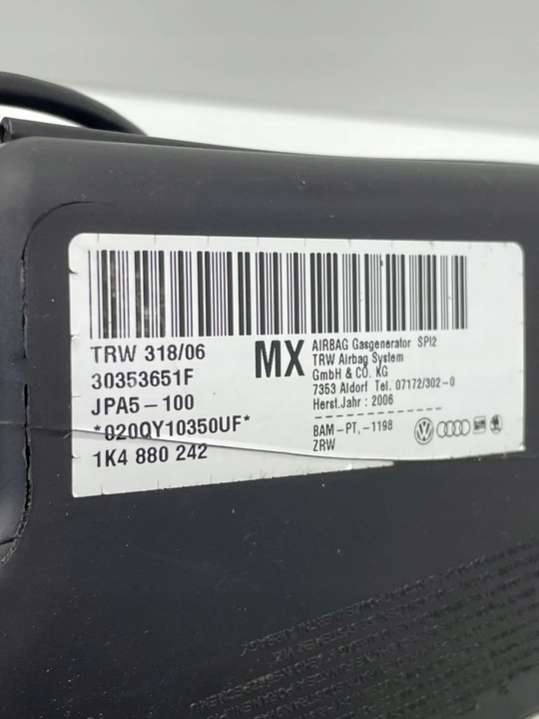 TRW 318/06
30353651F
JPA5-100
*020QY10350UF*
1K4 880 242
MX
AIRBAG Gasgenerator SPI2
TRW Airbag System
GmbH & CO. KG
7353 Aldorf Tel. 07172/302-0
Herst.Jahr : 2006
BAM-PT,-1198
ZRW